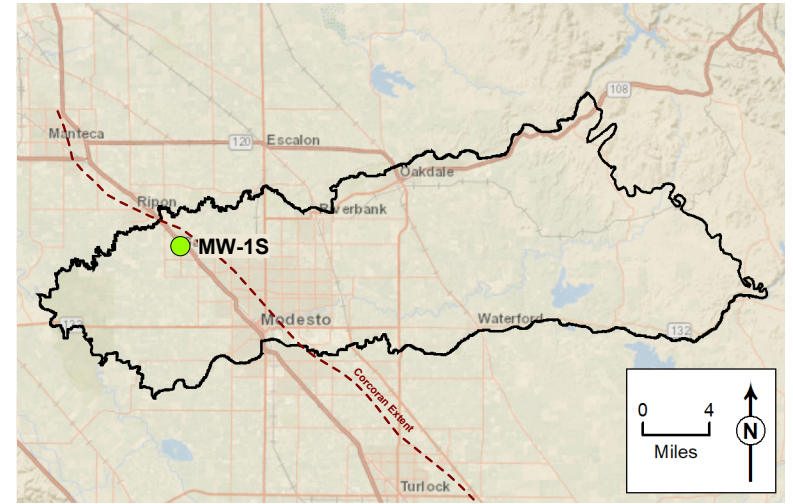 108
Manteca
120
Escalon
Oakdale
Ripon
Riverbank
MW-1S
Modesto
Waterford
132
132
Corcoran Extent
Turlock
0 4
Miles
N